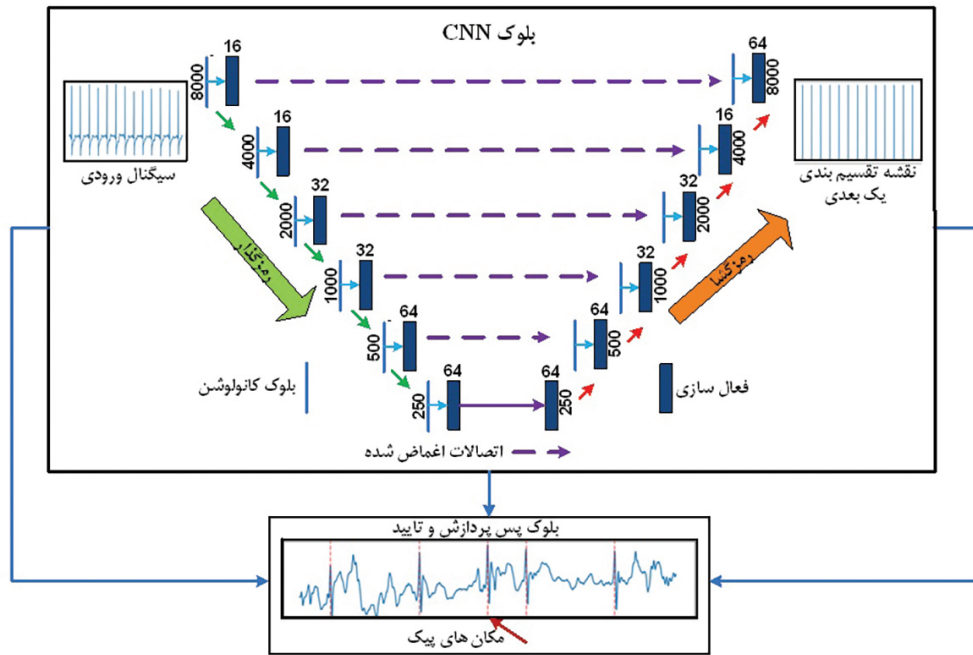 بلوک CNN
16
8000
64
8000
16
4000
16
4000
32
2000
32
2000
32
1000
32
1000
64
500
64
500
64
250
64
250
سیگنال ورودی
نقشه تقسیم بندی
یک بعدی
رمزگذار
رمزگشا
بلوک کانولوشن
فعال سازی
اتصالات اغماض شده
بلوک پس پردازش و تایید
مکان های پیک